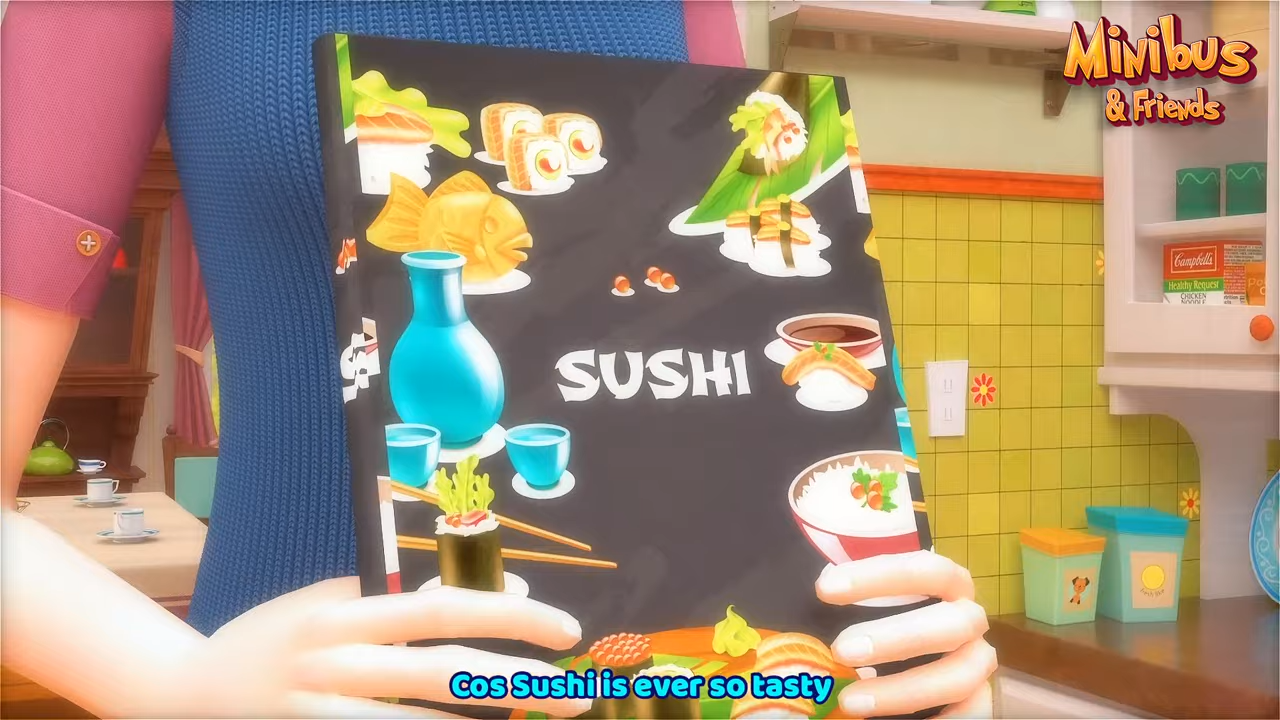 Minibus
& Friends
Campbell's
Healthy Request
CHICKEN
NOODLE
SUSHI
Cos Sushi is ever so tasty